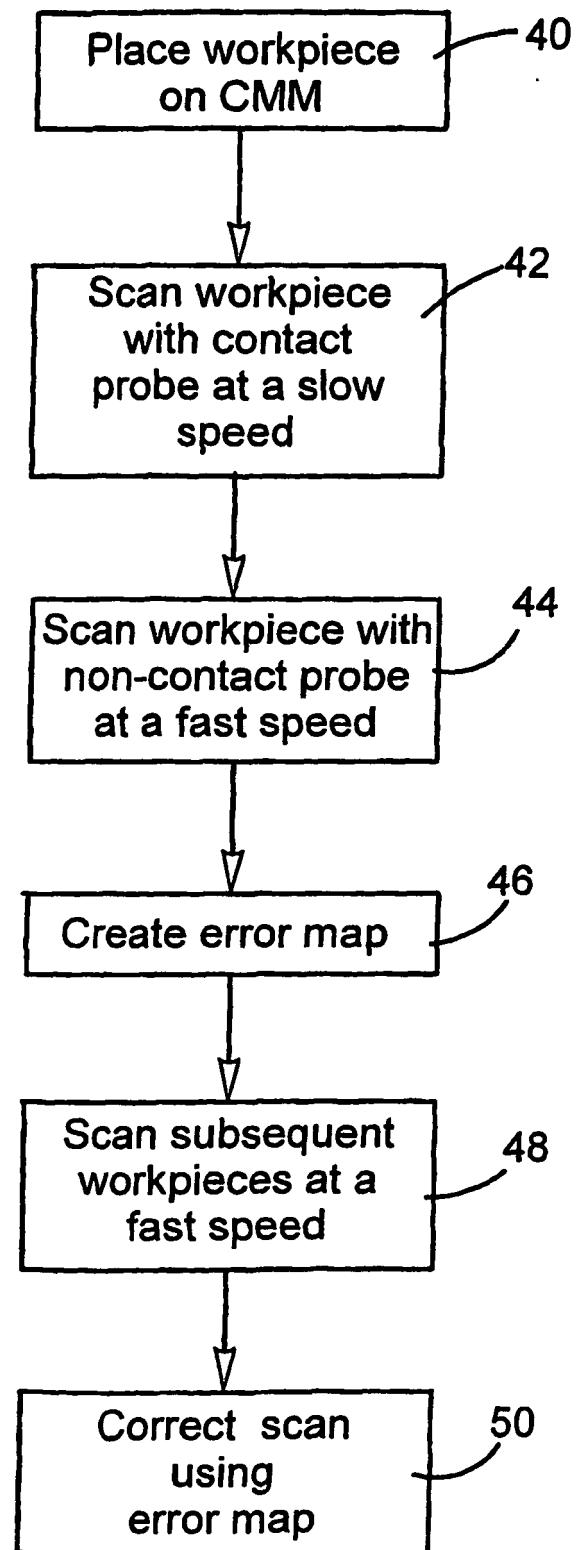 Place workpiece
on CMM
40
Scan workpiece
with contact
probe at a slow
speed
42
Scan workpiece with
non-contact probe
at a fast speed
44
Create error map
46
Scan subsequent
workpieces at a
fast speed
48
Correct scan
using
error map
50